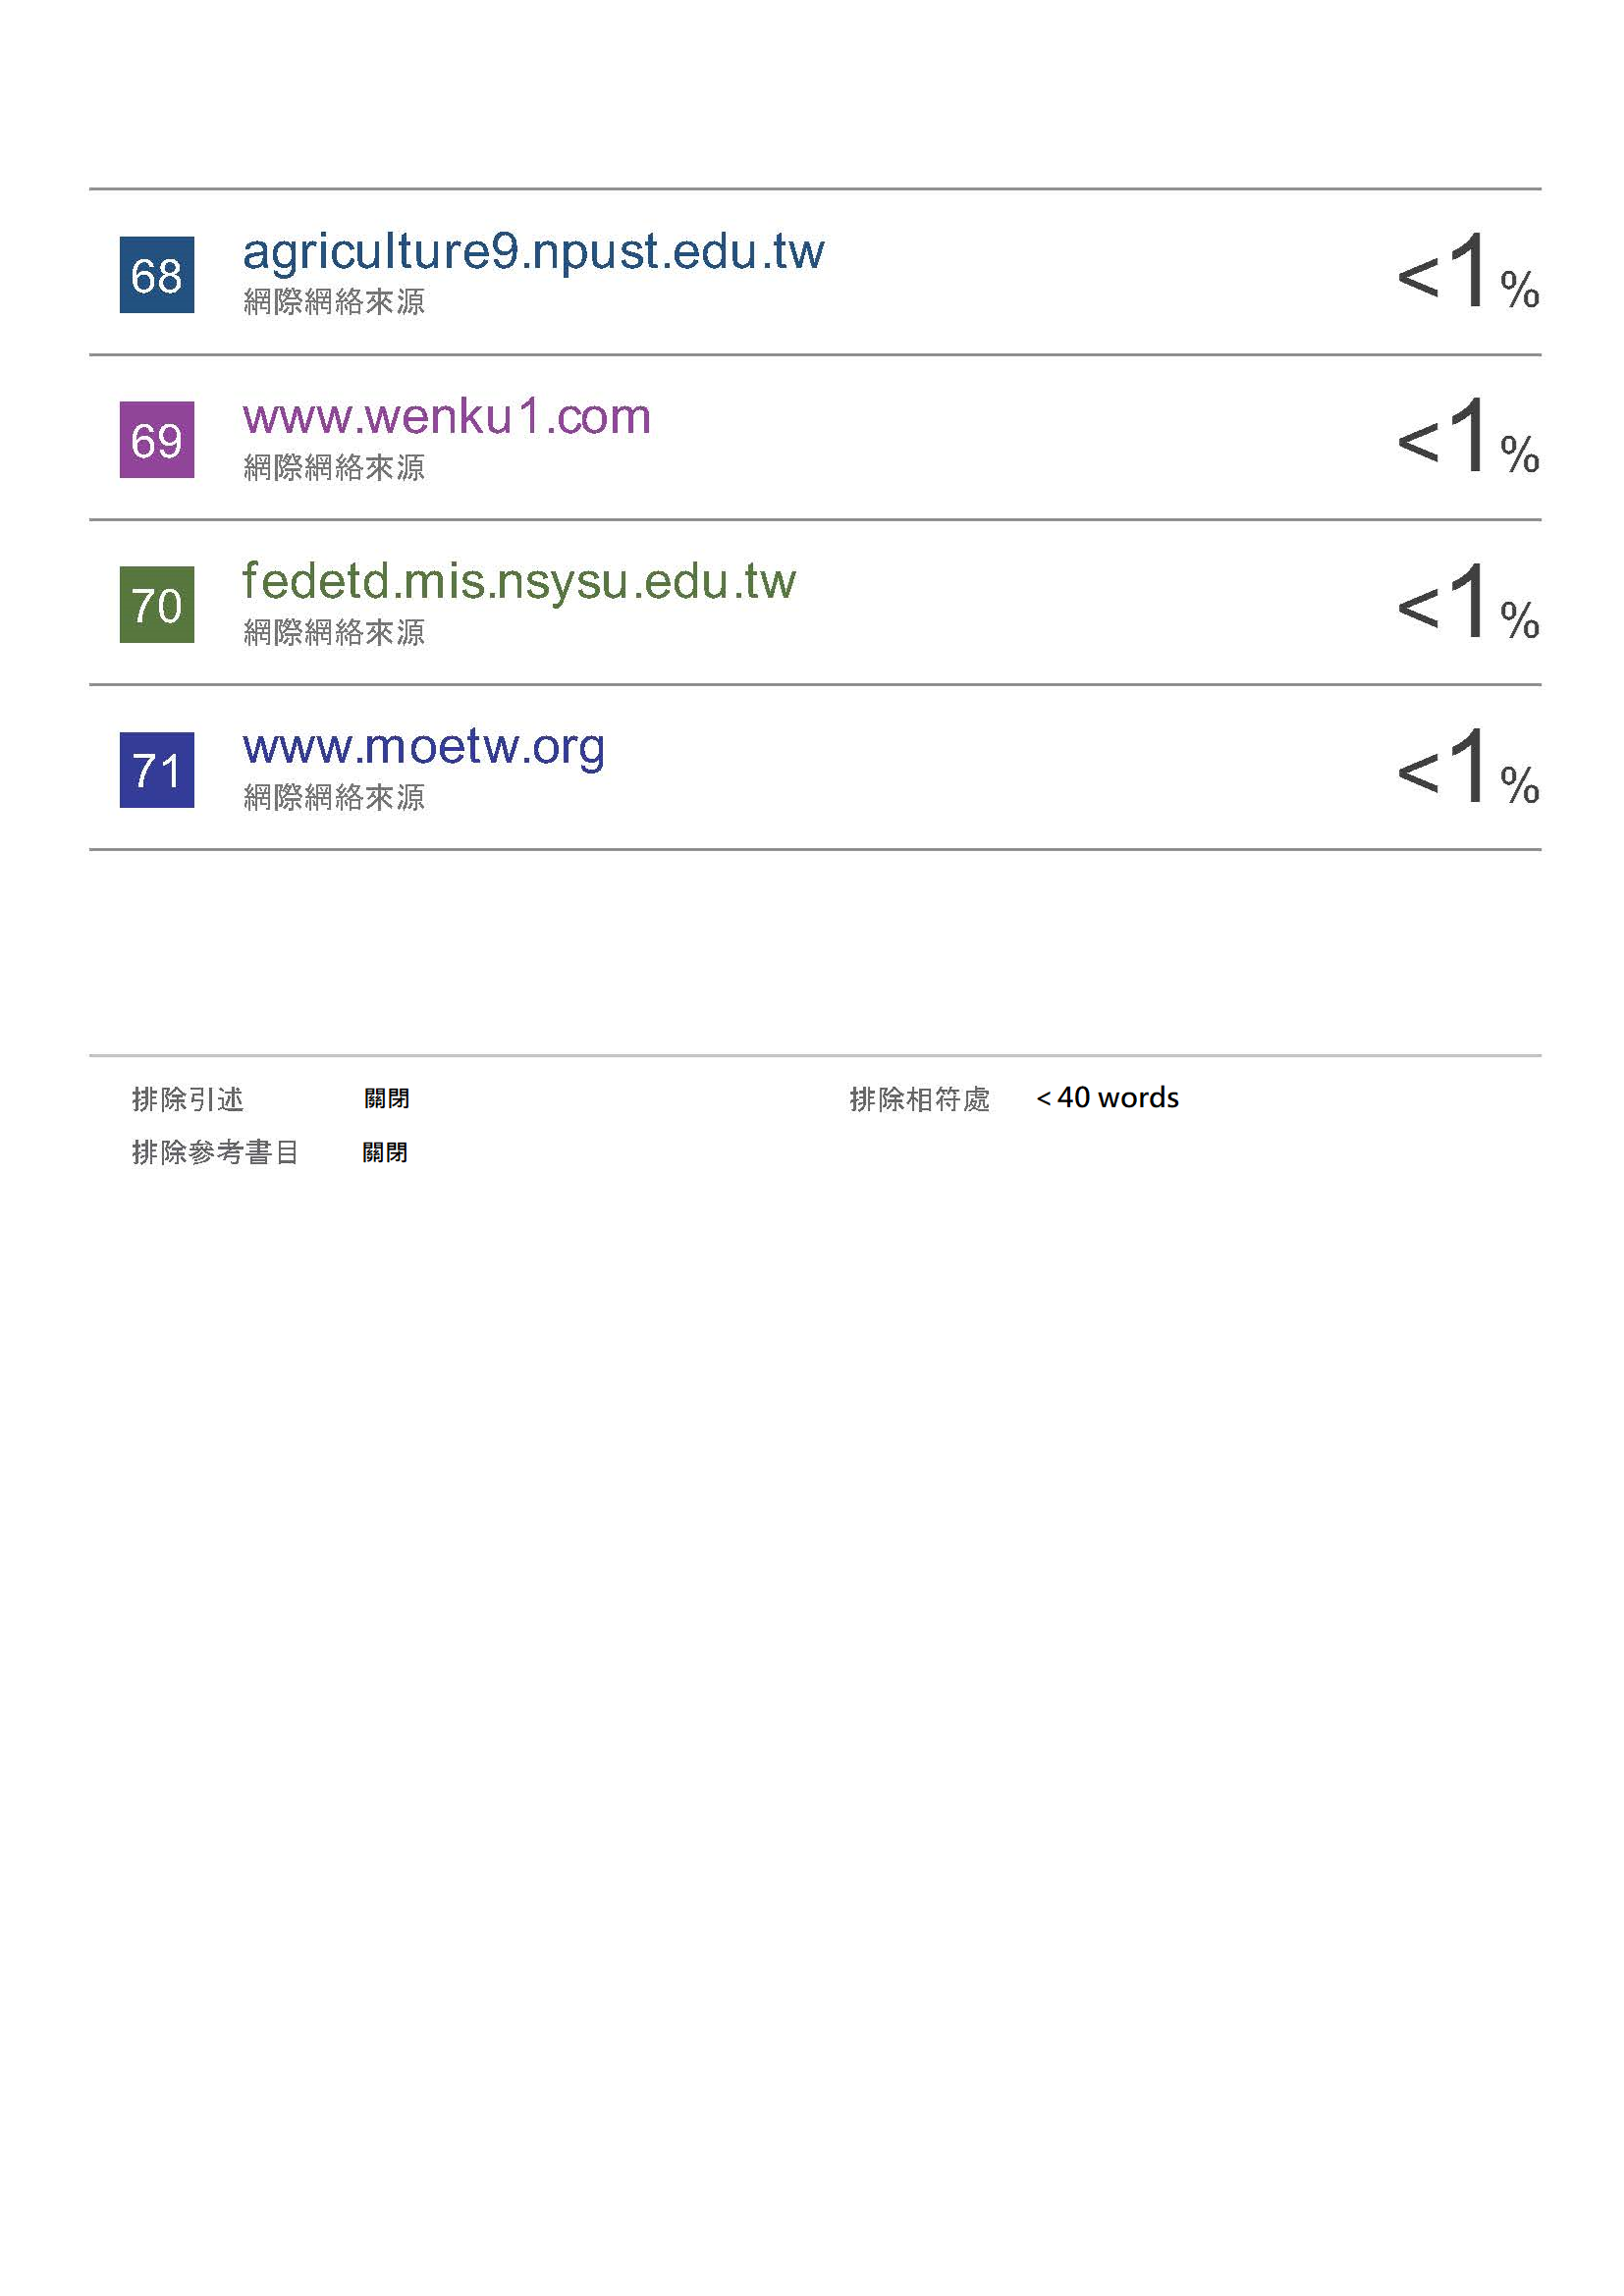 68 agriculture9.npust.edu.tw <1%
網際網絡來源
69 www.wenku1.com <1%
網際網絡來源
70 fedetd.mis.nsysu.edu.tw <1%
網際網絡來源
71 www.moetw.org <1%
網際網絡來源
排除引述 關閉 排除相符處 < 40 words
排除參考書目 關閉